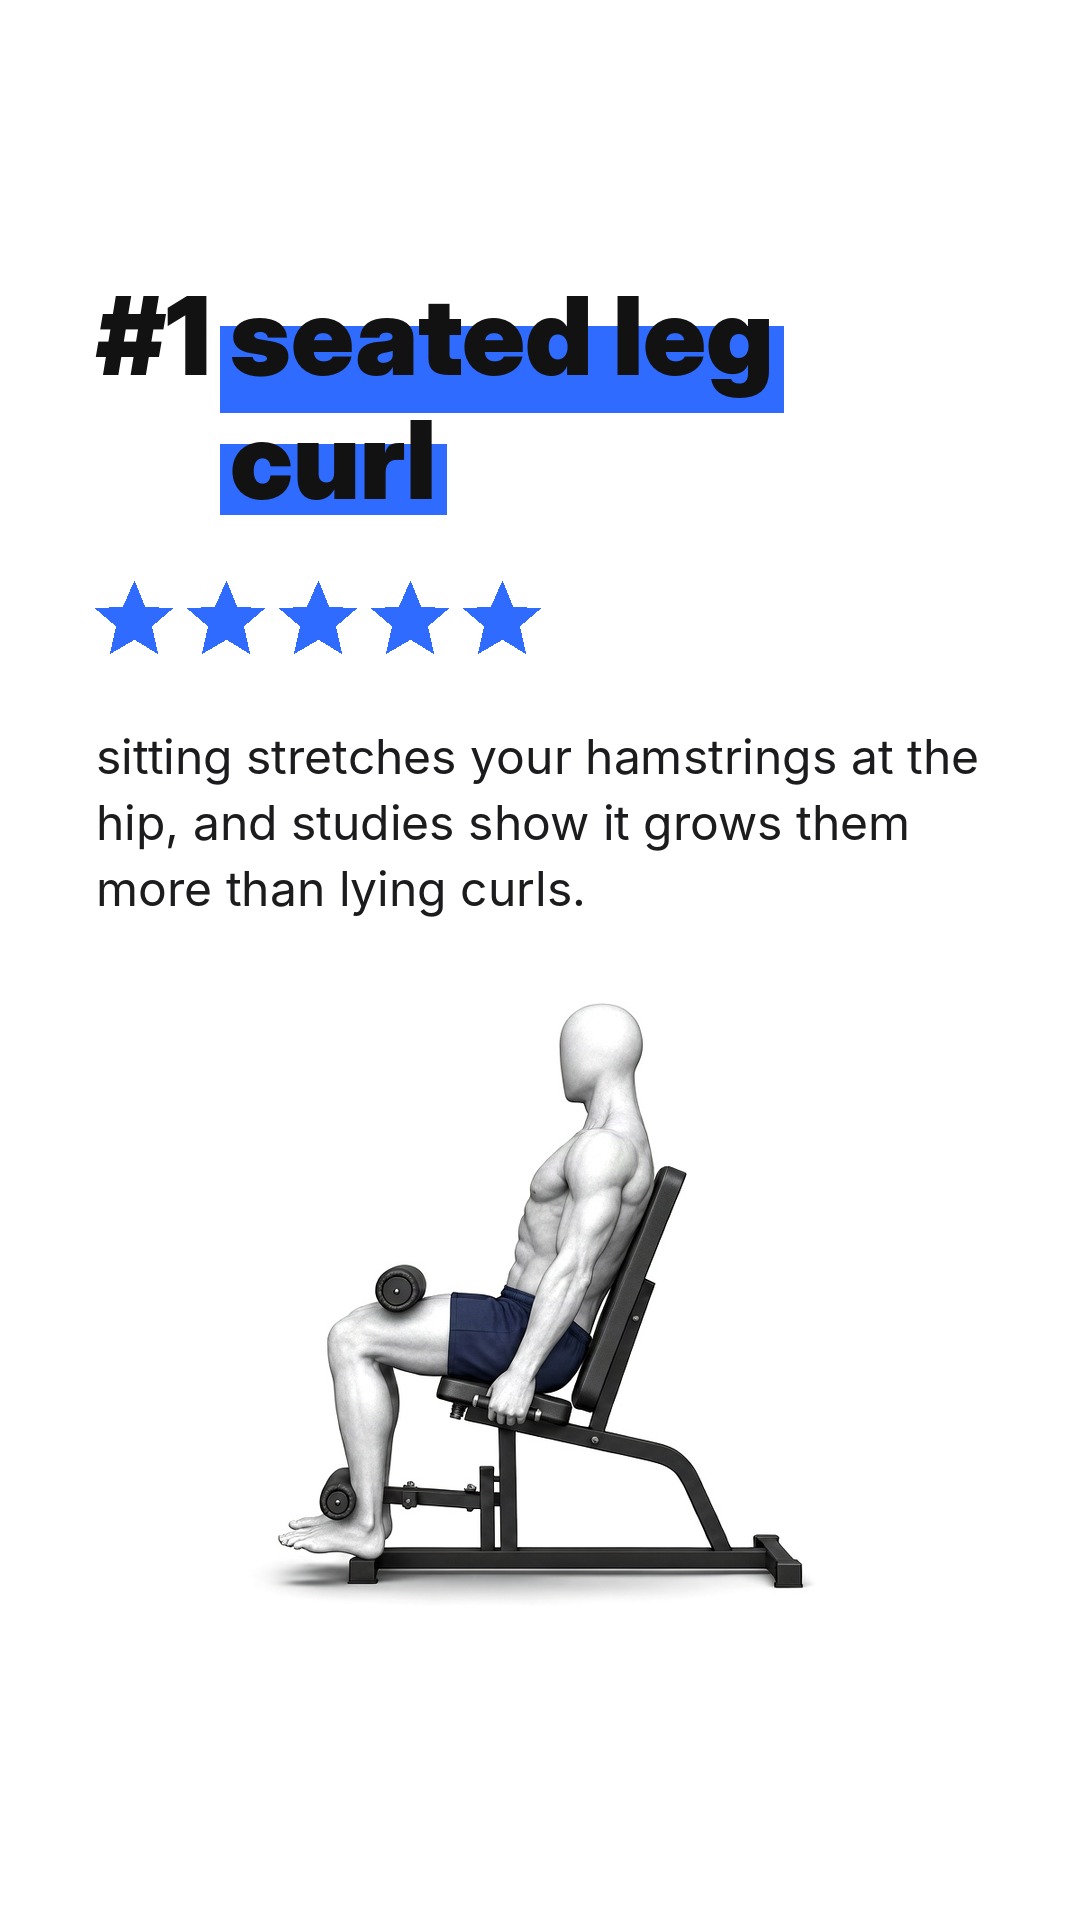 #1 seated leg
curl
sitting stretches your hamstrings at the
hip, and studies show it grows them
more than lying curls.